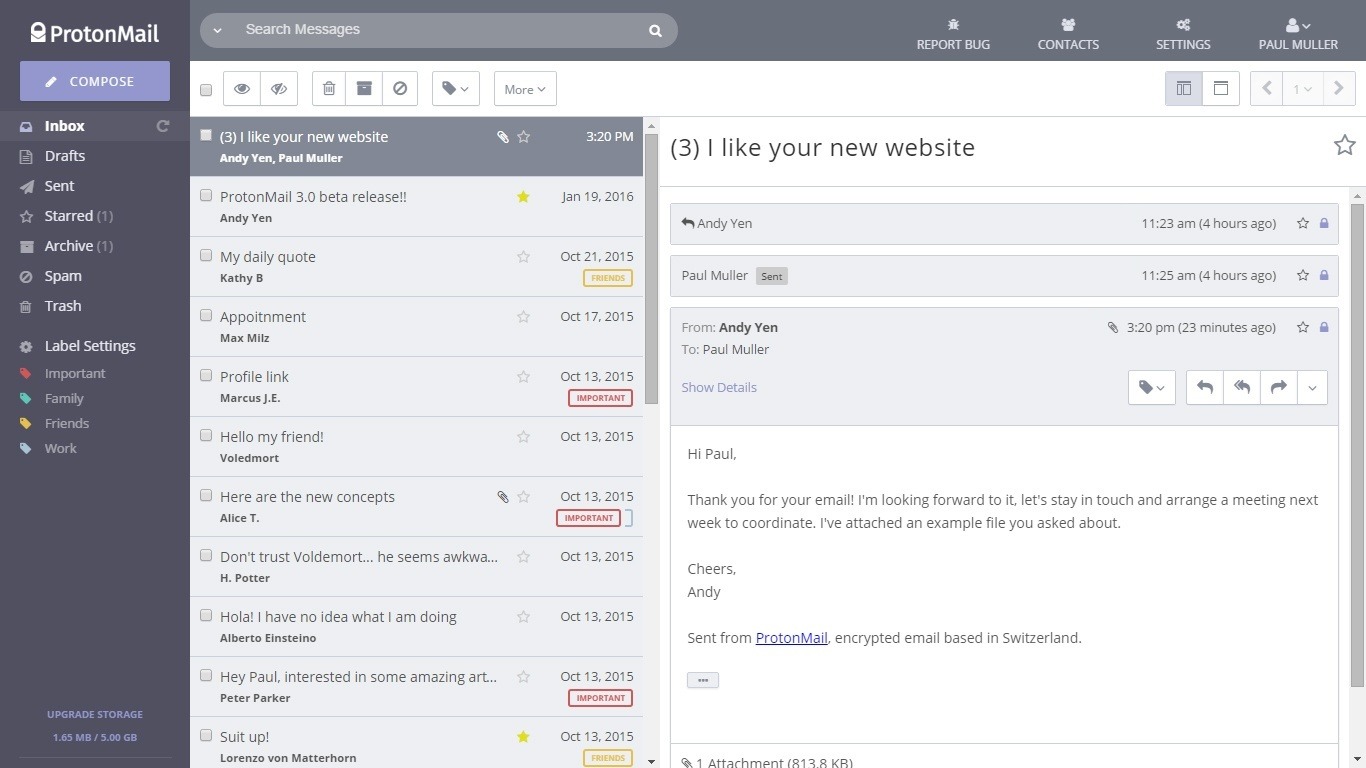 ProtonMail
Search Messages
REPORT BUG
CONTACTS
SETTINGS
PAUL MULLER
COMPOSE
More
1
Inbox
Drafts
Sent
Starred (1)
Archive (1)
Spam
Trash
Label Settings
Important
Family
Friends
Work
UPGRADE STORAGE
1.65 MB / 5.00 GB
(3) I like your new website 3:20 PM
Andy Yen, Paul Muller
ProtonMail 3.0 beta release!! Jan 19, 2016
Andy Yen
My daily quote Oct 21, 2015
Kathy B FRIENDS
Appoitnment Oct 17, 2015
Max Milz
Profile link Oct 13, 2015
Marcus J.E. IMPORTANT
Hello my friend! Oct 13, 2015
Voledmort
Here are the new concepts Oct 13, 2015
Alice T. IMPORTANT
Don't trust Voldemort... he seems awkwa... Oct 13, 2015
H. Potter
Hola! I have no idea what I am doing Oct 13, 2015
Alberto Einsteino
Hey Paul, interested in some amazing art... Oct 13, 2015
Peter Parker IMPORTANT
Suit up! Oct 13, 2015
Lorenzo von Matterhorn FRIENDS
(3) I like your new website
Andy Yen 11:23 am (4 hours ago)
Paul Muller Sent 11:25 am (4 hours ago)
From: Andy Yen 3:20 pm (23 minutes ago)
To: Paul Muller
Show Details
Hi Paul,
Thank you for your email! I'm looking forward to it, let's stay in touch and arrange a meeting next
week to coordinate. I've attached an example file you asked about.
Cheers,
Andy
Sent from ProtonMail, encrypted email based in Switzerland.
1 Attachment (813.8 KB)